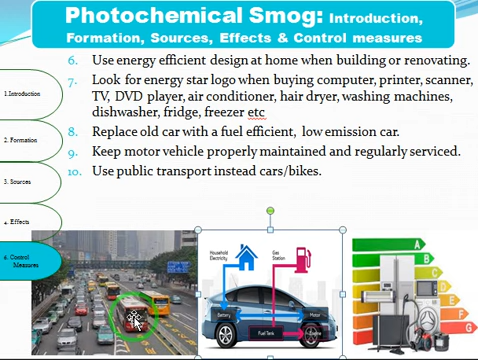 Photochemical Smog: Introduction,
Formation, Sources, Effects & Control measures
6. Use energy efficient design at home when building or renovating.
7. Look for energy star logo when buying computer, printer, scanner,
TV, DVD player, air conditioner, hair dryer, washing machines,
dishwasher, fridge, freezer etc
8. Replace old car with a fuel efficient, low emission car.
9. Keep motor vehicle properly maintained and regularly serviced.
10. Use public transport instead cars/bikes.
1.Introduction
2. Formation
3. Sources
4. Effects
6. Control
Measures
Household
Electricity
Gas
Station
Battery
Motor
Fuel Tank
Engine
A
B
C
D
E
F
G